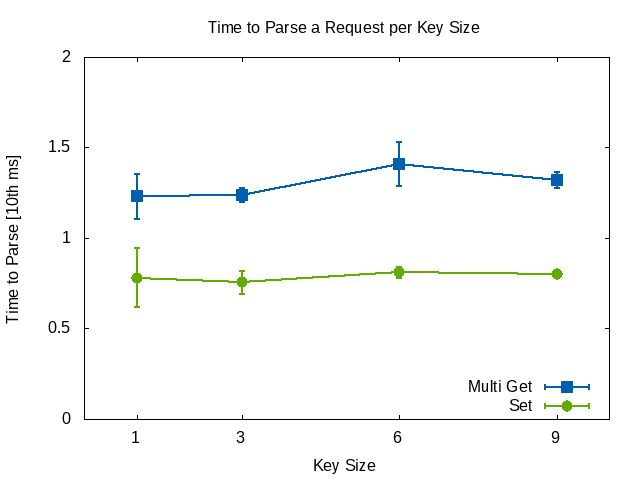 Time to Parse a Request per Key Size
2
1.5
1
0.5
0
Time to Parse [10th ms]
Multi Get
Set
1 3 6 9
Key Size